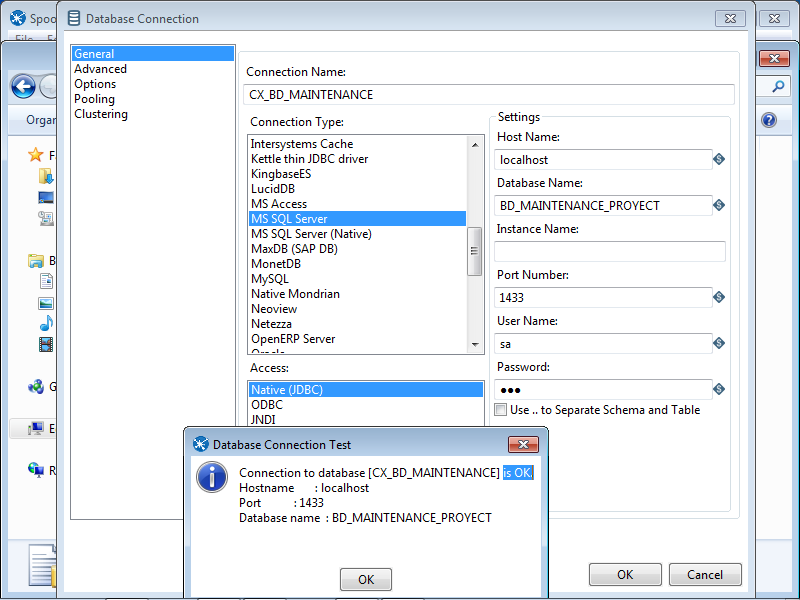 Spoo
Database Connection
File
Organ
F
B
G
E
R
General
Advanced
Options
Pooling
Clustering
Connection Name:
CX_BD_MAINTENANCE
Connection Type:
Intersystems Cache
Kettle thin JDBC driver
KingbaseES
LucidDB
MS Access
MS SQL Server
MS SQL Server (Native)
MaxDB (SAP DB)
MonetDB
MySQL
Native Mondrian
Neoview
Netezza
OpenERP Server
Oracle
Access:
Native (JDBC)
ODBC
JNDI
Settings
Host Name:
localhost
Database Name:
BD_MAINTENANCE_PROYECT
Instance Name:
Port Number:
1433
User Name:
sa
Password:
●●●
Use .. to Separate Schema and Table
Database Connection Test
Connection to database [CX_BD_MAINTENANCE] is OK.
Hostname : localhost
Port : 1433
Database name : BD_MAINTENANCE_PROYECT
OK
OK
Cancel